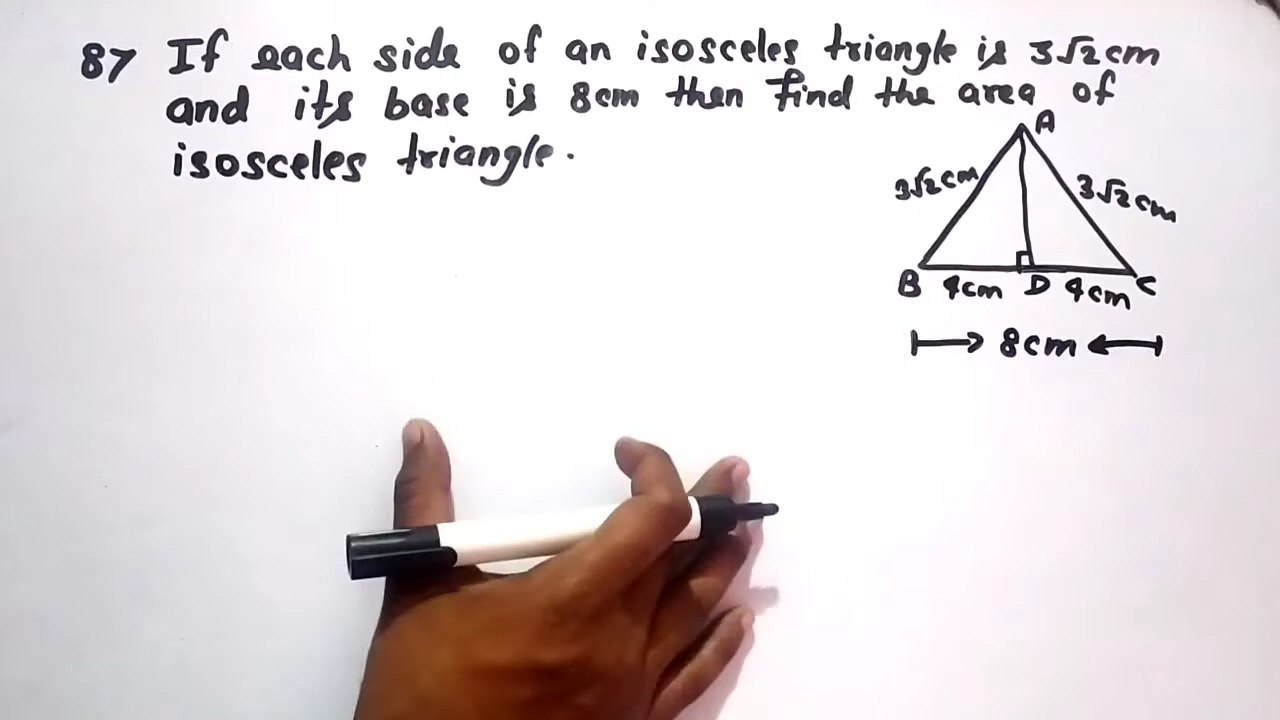 87 If each side of an isosceles triangle is 3√2cm
and its base is 8cm then find the area of
isosceles triangle.
A
3√2cm 3√2cm
B 4cm D 4cm C
8cm